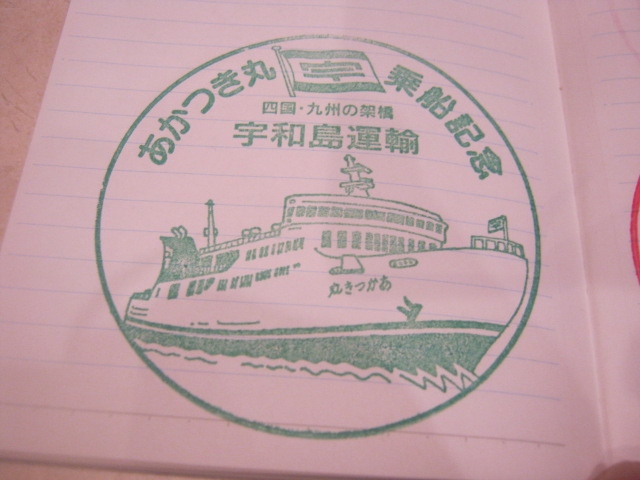 あかつき丸 宇 乗船記念
四国・九州の架橋
宇和島運輸
あかつき丸